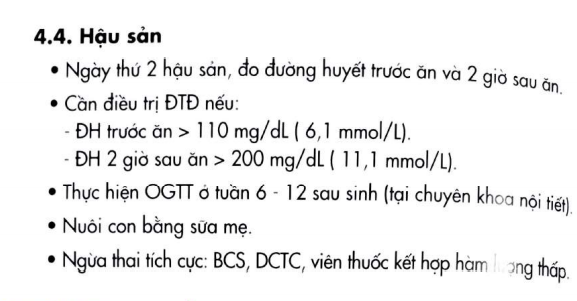 4.4. Hậu sản
• Ngày thứ 2 hậu sản, đo đường huyết trước ăn và 2 giờ sau ăn.
• Cần điều trị ĐTĐ nếu:
- ĐH trước ăn > 110 mg/dL ( 6,1 mmol/L).
- ĐH 2 giờ sau ăn > 200 mg/dL ( 11,1 mmol/L).
• Thực hiện OGTT ở tuần 6 - 12 sau sinh (tại chuyên khoa nội tiết).
• Nuôi con bằng sữa mẹ.
• Ngừa thai tích cực: BCS, DCTC, viên thuốc kết hợp hàm thấp.